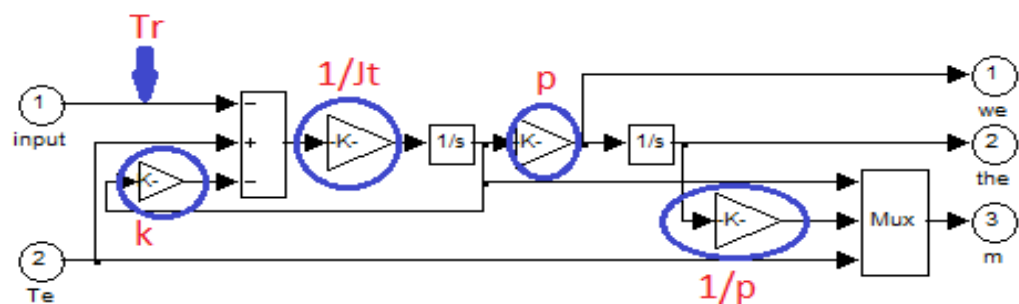 Tr
1/Jt
p
1
input
−
+
−
-K-
1/s
-K-
1/s
1
we
2
the
K-
k
-K-
1/p
Mux
3
m
2
Te